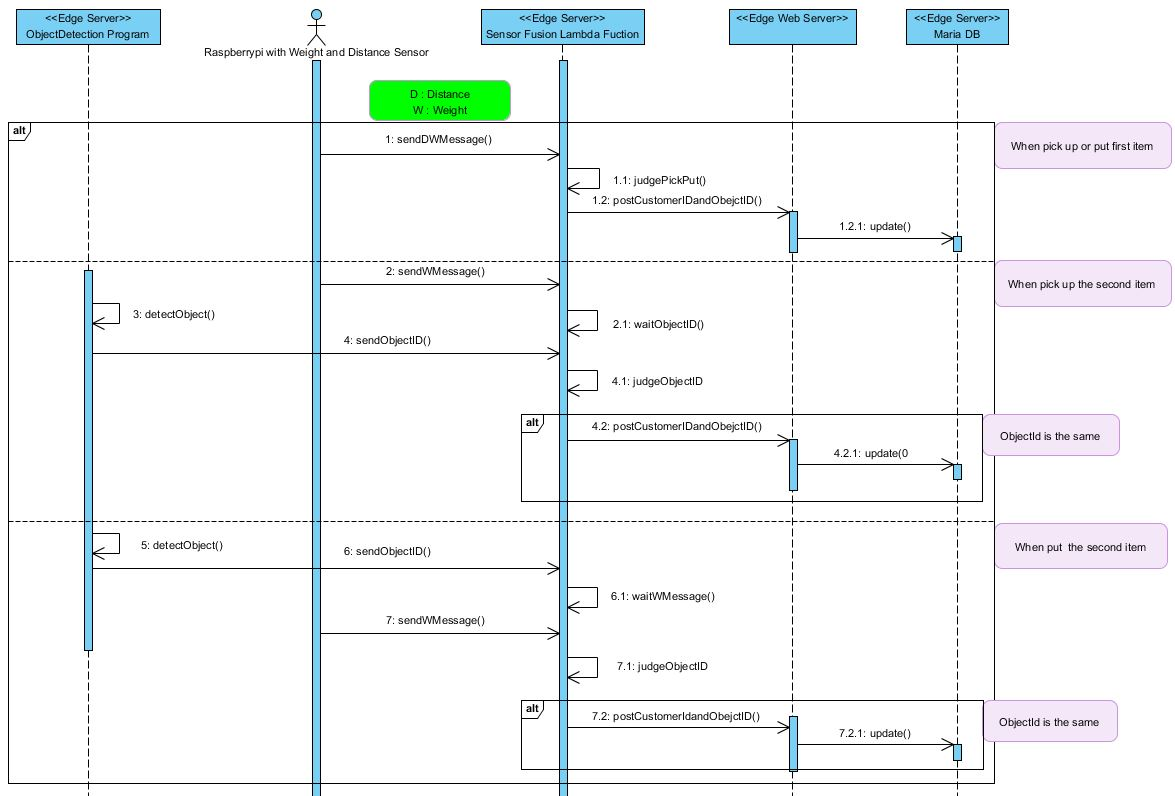 <<Edge Server>>
ObjectDetection Program
Raspberrypi with Weight and Distance Sensor
<<Edge Server>>
Sensor Fusion Lambda Fuction
<<Edge Web Server>>
<<Edge Server>>
Maria DB
D : Distance
W : Weight
alt
When pick up or put first item
1: sendDWMessage()
1.1: judgePickPut()
1.2: postCustomerIDandObejctID()
1.2.1: update()
When pick up the second item
2: sendWMessage()
3: detectObject()
2.1: waitObjectID()
4: sendObjectID()
4.1: judgeObjectID
alt
ObjectId is the same
4.2: postCustomerIDandObejctID()
4.2.1: update(0
When put the second item
5: detectObject()
6: sendObjectID()
6.1: waitWMessage()
7: sendWMessage()
7.1: judgeObjectID
alt
ObjectId is the same
7.2: postCustomerIdandObejctID()
7.2.1: update()